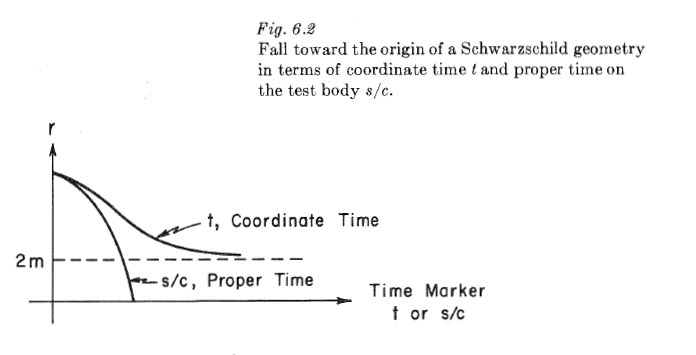 Fig. 6.2
Fall toward the origin of a Schwarzschild geometry
in terms of coordinate time t and proper time on
the test body s/c.
r
t, Coordinate Time
2m
s/c, Proper Time
Time Marker
t or s/c